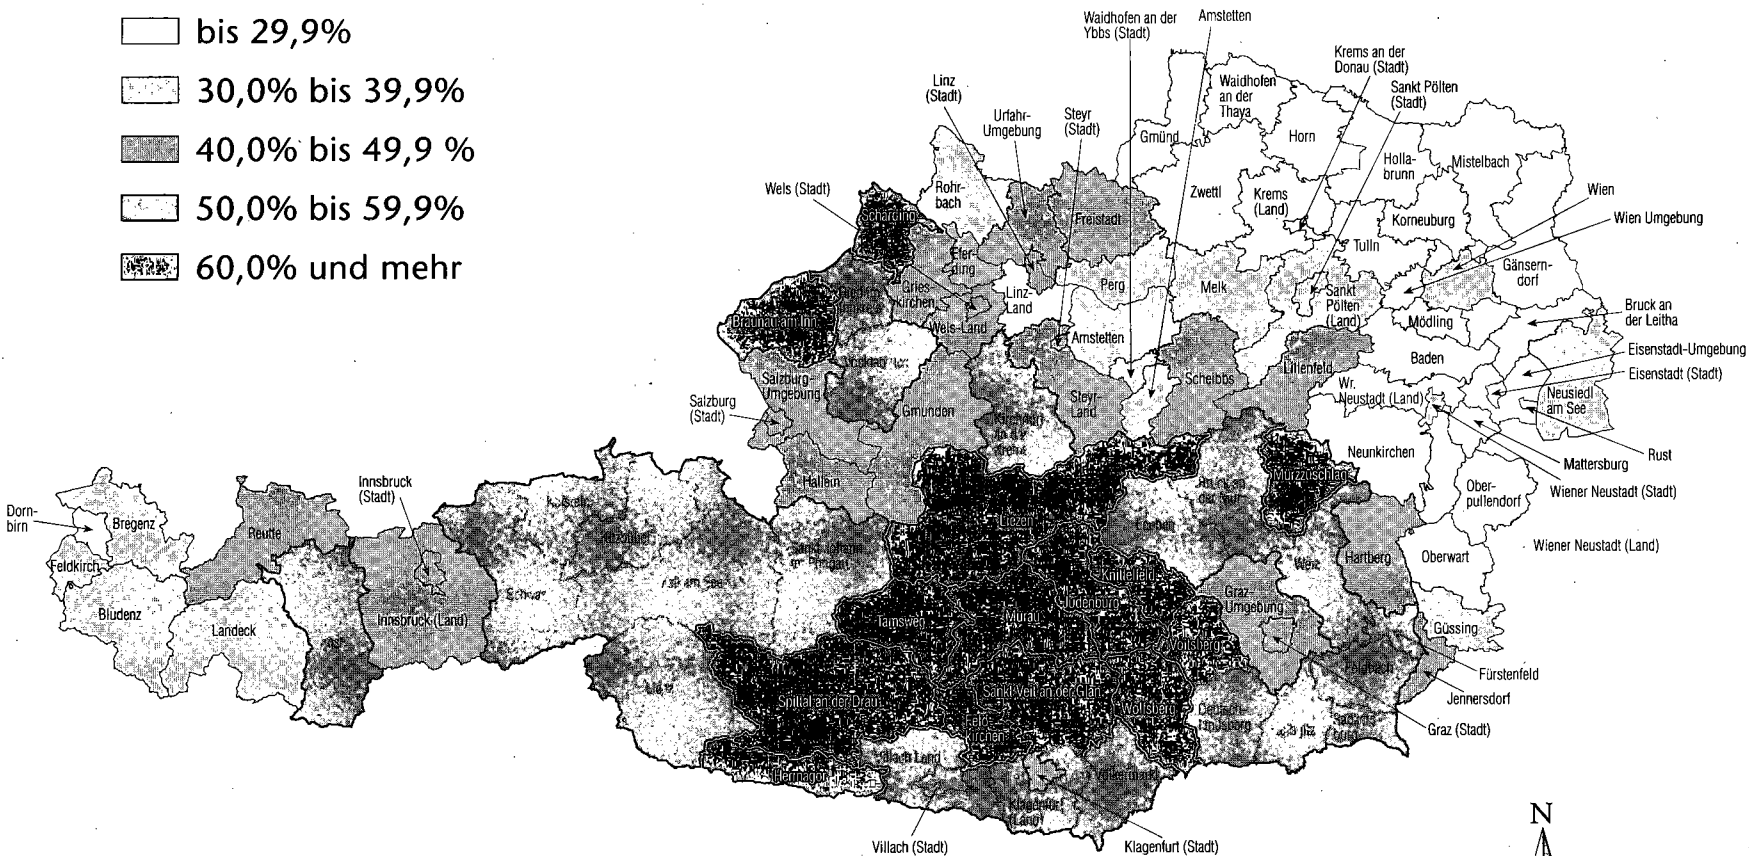 bis 29,9%
30,0% bis 39,9%
40,0% bis 49,9 %
50,0% bis 59,9%
60,0% und mehr
Waidhofen an der
Ybbs (Stadt)
Amstetten
Krems an der
Donau (Stadt)
Sankt Pölten
(Stadt)
Linz
(Stadt)
Urfahr-
Umgebung
Steyr
(Stadt)
Waidhofen
an der
Thaya
Gmünd
Horn
Holla-
brunn
Mistelbach
Wels (Stadt)
Rohr-
bach
Schärding
Freistadt
Zwettl
Krems
(Land)
Korneuburg
Wien
Wien Umgebung
Tulln
Efer-
ding
Gänsern-
dorf
Gries
kirchen
Linz-
Land
Perg
Melk
Sankt
Pölten
(Land)
Bruck an
der Leitha
Braunau am Inn
Wels-Land
Mödling
Amstetten
Baden
Eisenstadt-Umgebung
Eisenstadt (Stadt)
Salzburg-
Umgebung
Scheibbs
Lilienfeld
Wr.
Neustadt (Land)
Neusiedl
am See
Salzburg
(Stadt)
Gmunden
Steyr-
Land
Neunkirchen
Rust
Mattersburg
Wiener Neustadt (Stadt)
Mürzzuschlag
Hallein
Ober-
pullendorf
Innsbruck
(Stadt)
Dorn-
birn
Bregenz
Reutte
Liezen
Leoben
Wiener Neustadt (Land)
Feldkirch
Hartberg
Oberwart
Weiz
Knittelfeld
Judenburg
Graz
Umgebung
Bludenz
Landeck
Innsbruck (Land)
Tamsweg
Murau
Güssing
Voitsberg
Feldbach
Fürstenfeld
Jennersdorf
Spittal an der Drau
Sankt Veit an der Glan
Wolfsberg
Feld-
kirchen
Graz (Stadt)
Hermagor
Völkermarkt
Klagenfurt
(Land)
Villach (Stadt)
Klagenfurt (Stadt)
N